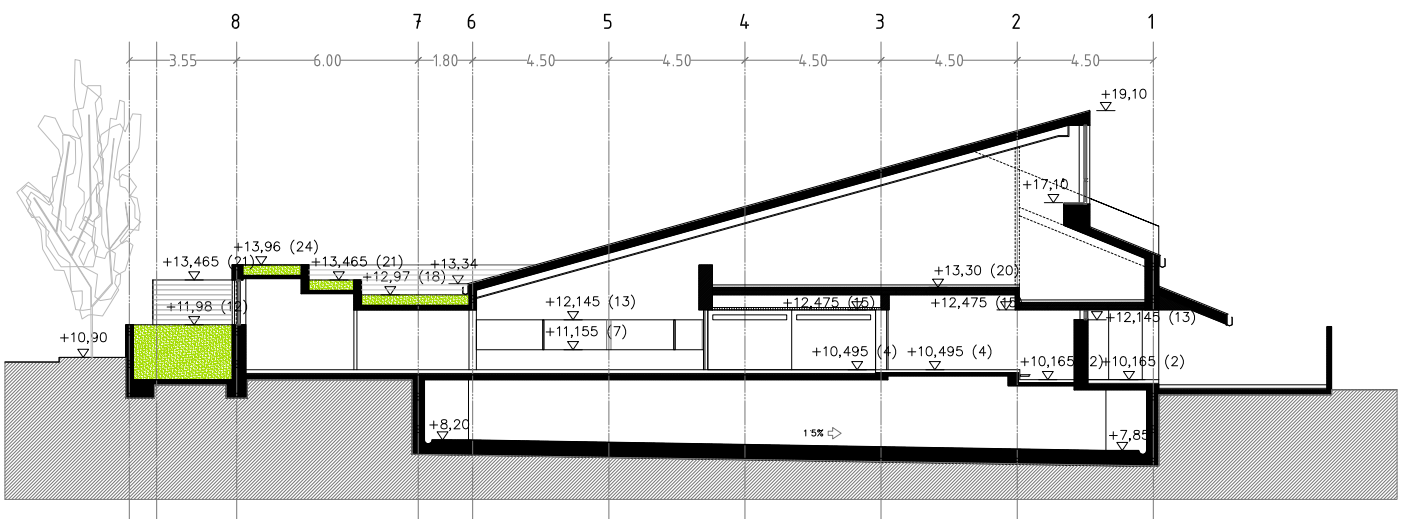 8 7 6 5 4 3 2 1
3.55 6.00 1.80 4.50 4.50 4.50 4.50 4.50
+19,10
+17,10
+13,96 (24)
+13,465 (21) +13,465 (21) +13,34
+12,97 (18) +13,30 (20)
+11,98 (12) +12,145 (13) +12,475 (15) +12,475 (15)
+12,145 (13)
+10,90 +11,155 (7)
+10,495 (4) +10,495 (4) +10,165 (2) +10,165 (2)
+8,20 15% +7,85